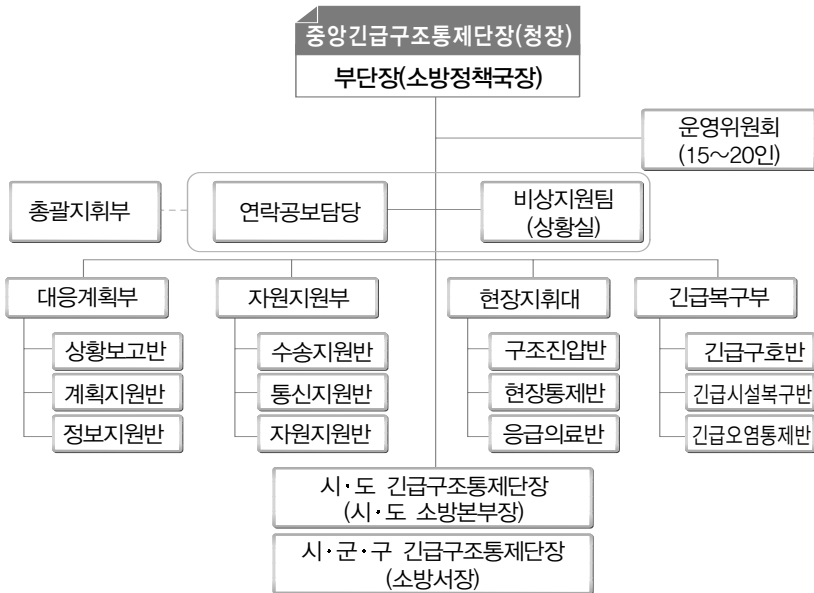 중앙긴급구조통제단장(청장)
부단장(소방정책국장)
운영위원회
(15～20인)
총괄지휘부
연락공보담당
비상지원팀
(상황실)
대응계획부
자원지원부
현장지휘대
긴급복구부
상황보고반
수송지원반
구조진압반
긴급구호반
계획지원반
통신지원반
현장통제반
긴급시설복구반
정보지원반
자원지원반
응급의료반
긴급오염통제반
시·도 긴급구조통제단장
(시·도 소방본부장)
시·군·구 긴급구조통제단장
(소방서장)